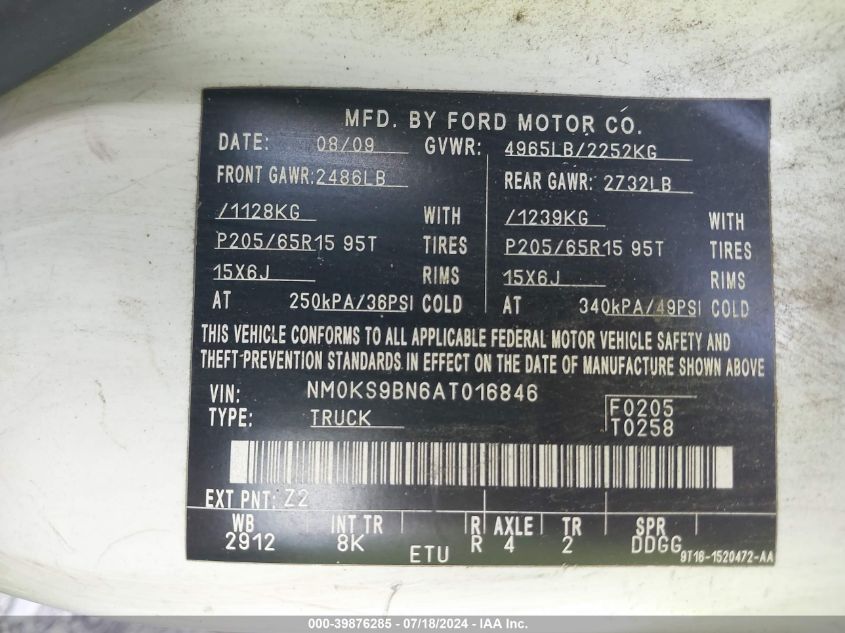 MFD. BY FORD MOTOR CO.
DATE: 08/09 GVWR: 4965LB/2252KG
FRONT GAWR: 2486LB REAR GAWR: 2732LB
/1128KG WITH /1239KG WITH
P205/65R15 95T TIRES P205/65R15 95T TIRES
15X6J RIMS 15X6J RIMS
AT 250kPA/36PSI COLD AT 340kPA/49PSI COLD
THIS VEHICLE CONFORMS TO ALL APPLICABLE FEDERAL MOTOR VEHICLE SAFETY AND
THEFT-PREVENTION STANDARDS IN EFFECT ON THE DATE OF MANUFACTURE SHOWN ABOVE
VIN: NM0KS9BN6AT016846
TYPE: TRUCK F0205
T0258
EXT PNT: Z2
WB INT TR R AXLE TR SPR
2912 8K ETU R 4 2 DDGG
9T16-1520472-AA
000-39876285 - 07/18/2024 - IAA Inc.